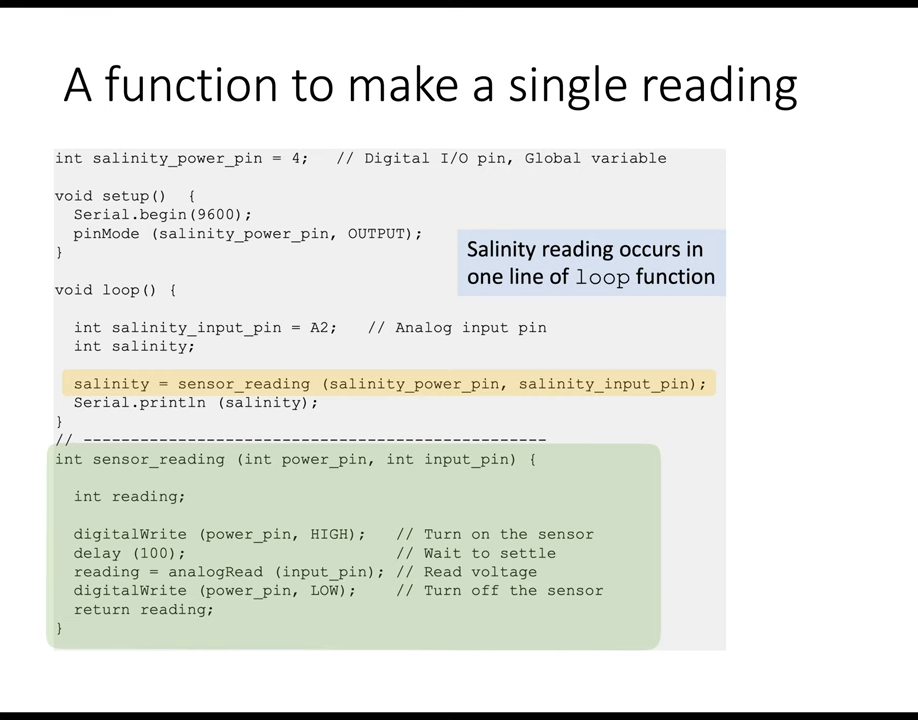 A function to make a single reading
int salinity_power_pin = 4;   // Digital I/O pin, Global variable
void setup()  {
  Serial.begin(9600);
  pinMode (salinity_power_pin, OUTPUT);
}
Salinity reading occurs in
one line of loop function
void loop() {
  int salinity_input_pin = A2;   // Analog input pin
  int salinity;
  salinity = sensor_reading (salinity_power_pin, salinity_input_pin);
  Serial.println (salinity);
}
// -------------------------------------------------
int sensor_reading (int power_pin, int input_pin) {
  int reading;
  digitalWrite (power_pin, HIGH);   // Turn on the sensor
  delay (100);                      // Wait to settle
  reading = analogRead (input_pin); // Read voltage
  digitalWrite (power_pin, LOW);    // Turn off the sensor
  return reading;
}